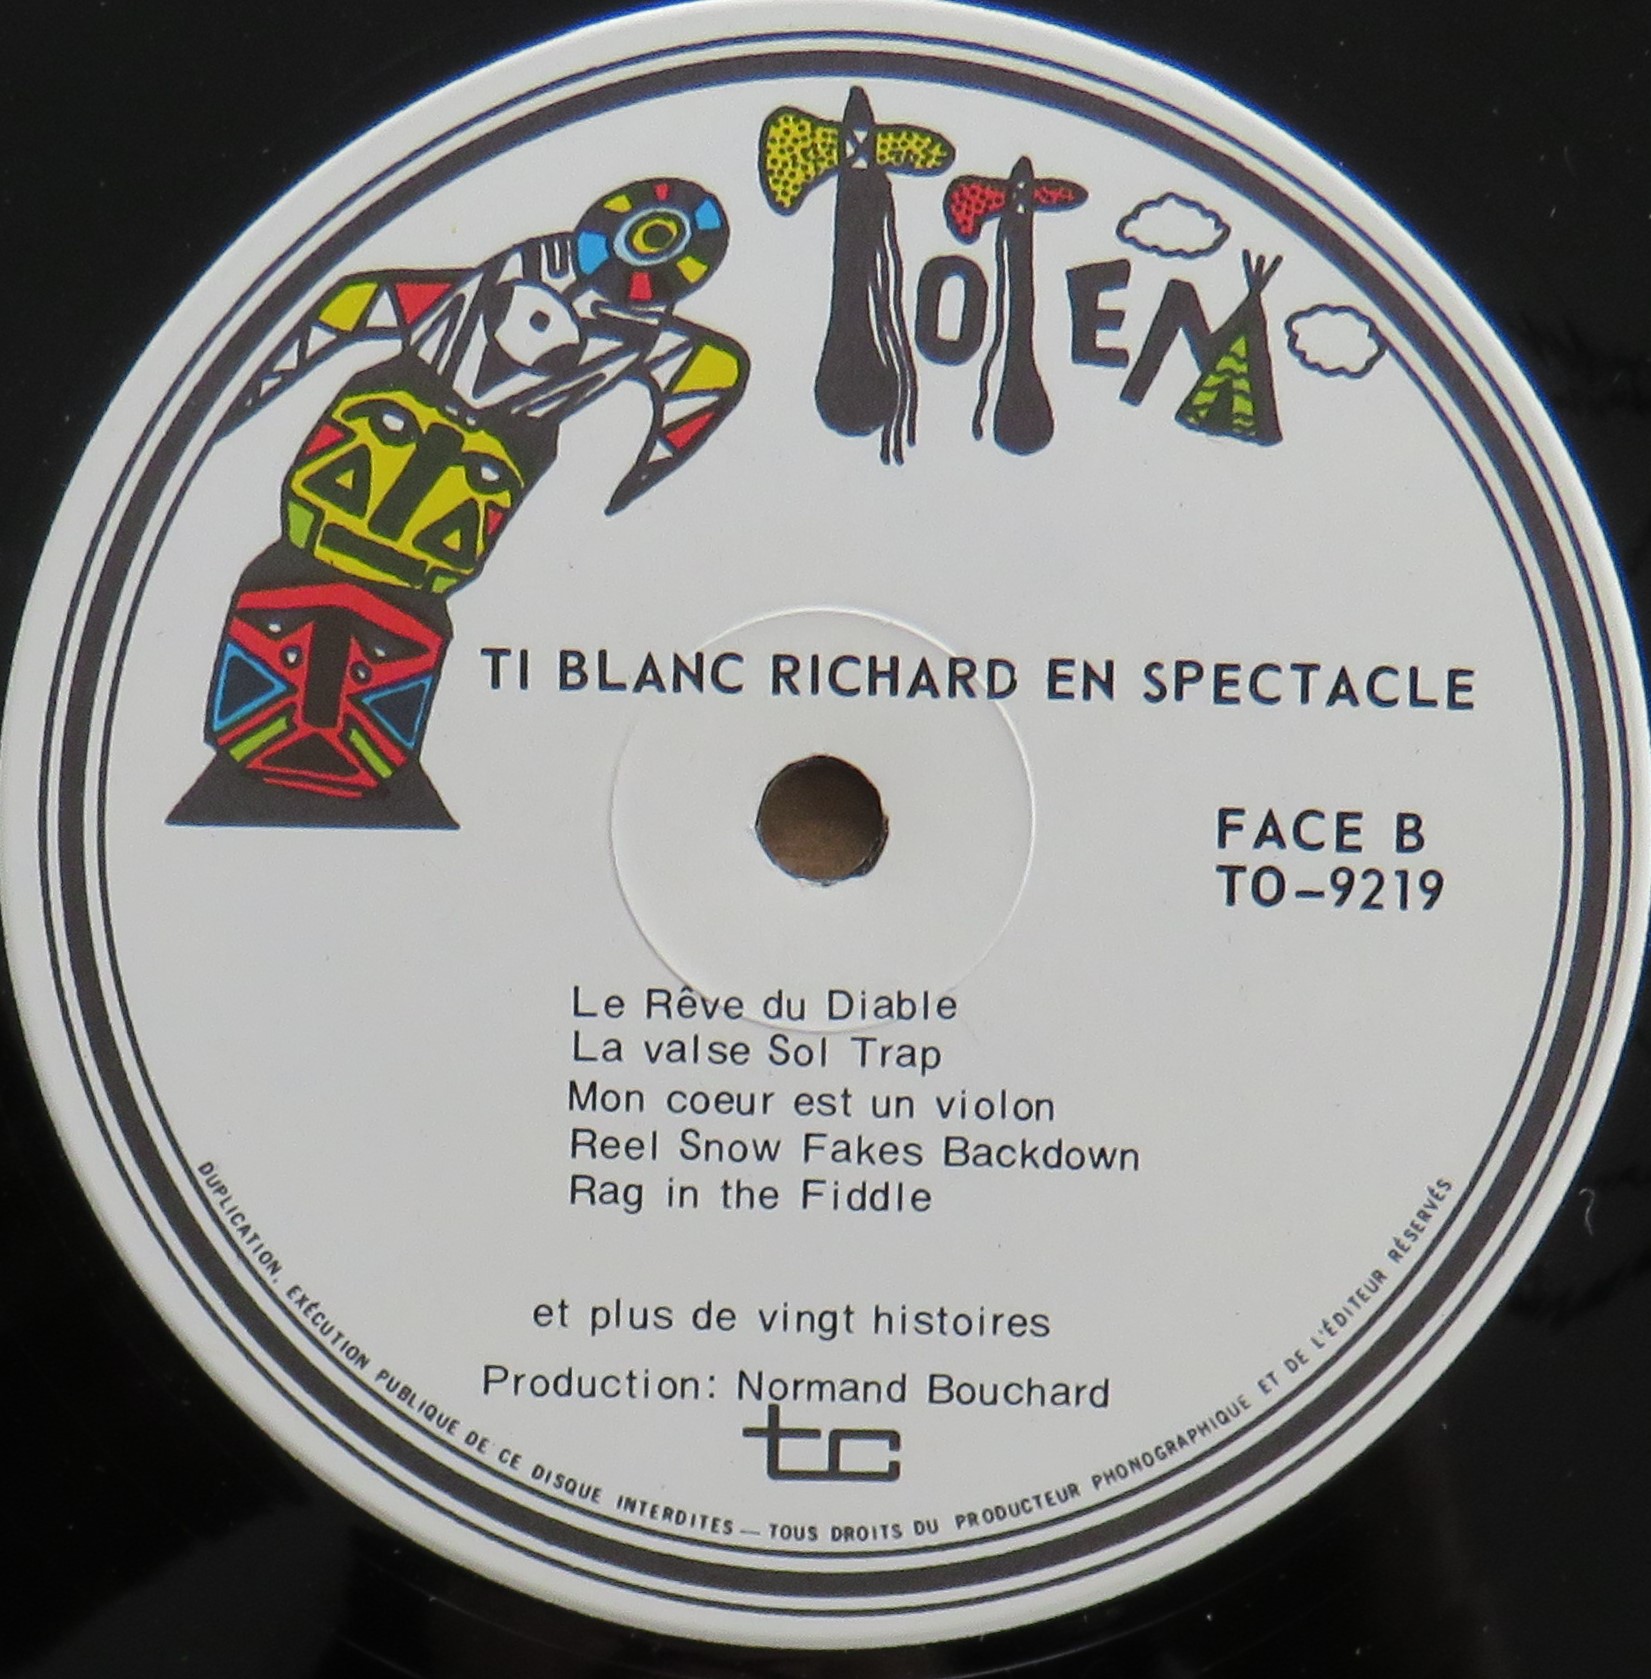 TOTEM
TI BLANC RICHARD EN SPECTACLE
FACE B
TO-9219
Le Rêve du Diable
La valse Sol Trap
Mon coeur est un violon
Reel Snow Fakes Backdown
Rag in the Fiddle
et plus de vingt histoires
Production: Normand Bouchard
tc
DUPLICATION, EXÉCUTION PUBLIQUE DE CE DISQUE INTERDITES — TOUS DROITS DU PRODUCTEUR PHONOGRAPHIQUE ET DE L'ÉDITEUR RÉSERVÉS